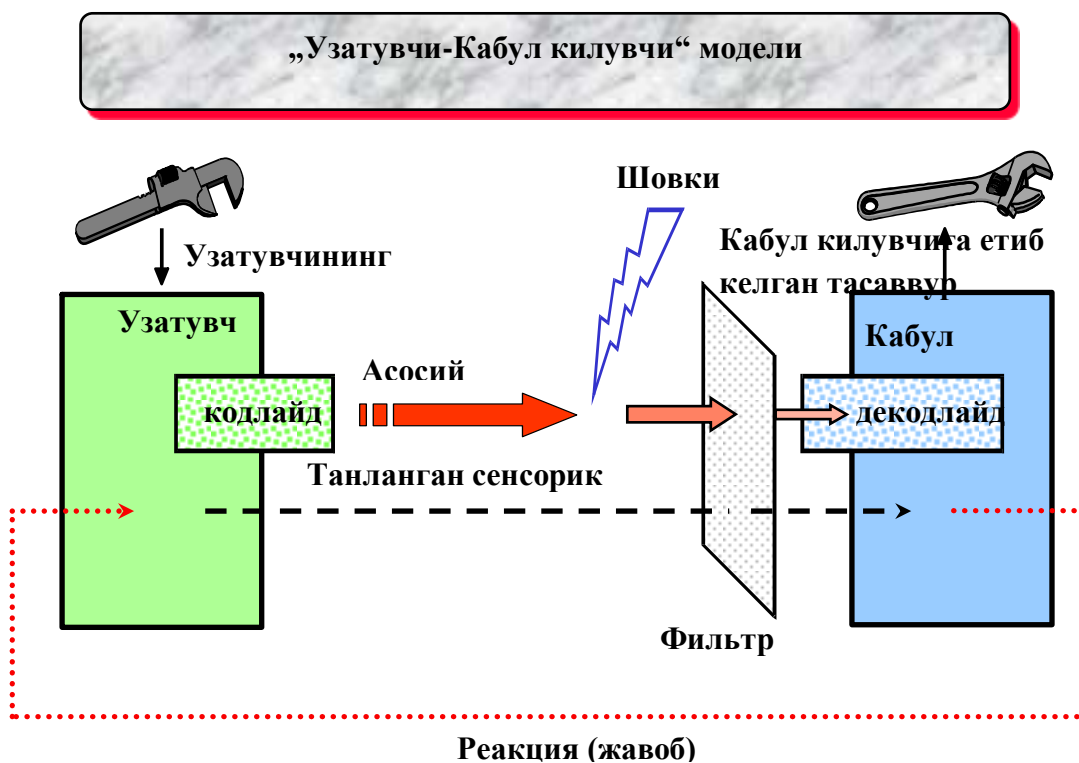 „Узатувчи-Кабул килувчи“ модели
Шовки
Узатувчининг
Кабул килувчига етиб
келган тасаввур
Узатувч
Кабул
Асосий
кодлайд
декодлайд
Танланган сенсорик
Фильтр
Реакция (жавоб)